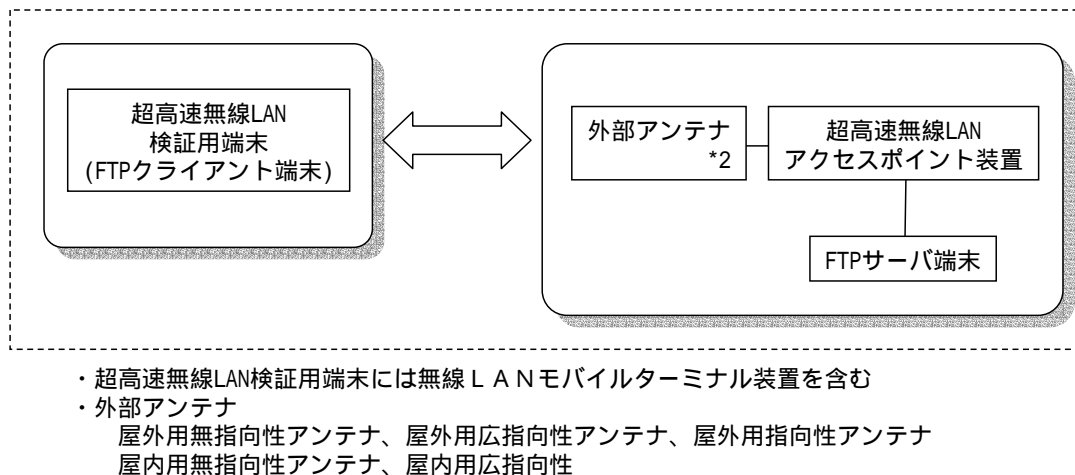 超高速無線LAN
検証用端末
(FTPクライアント端末)
外部アンテナ
*2
超高速無線LAN
アクセスポイント装置
FTPサーバ端末
・超高速無線LAN検証用端末には無線ＬＡＮモバイルターミナル装置を含む
・外部アンテナ
屋外用無指向性アンテナ、屋外用広指向性アンテナ、屋外用指向性アンテナ
屋内用無指向性アンテナ、屋内用広指向性